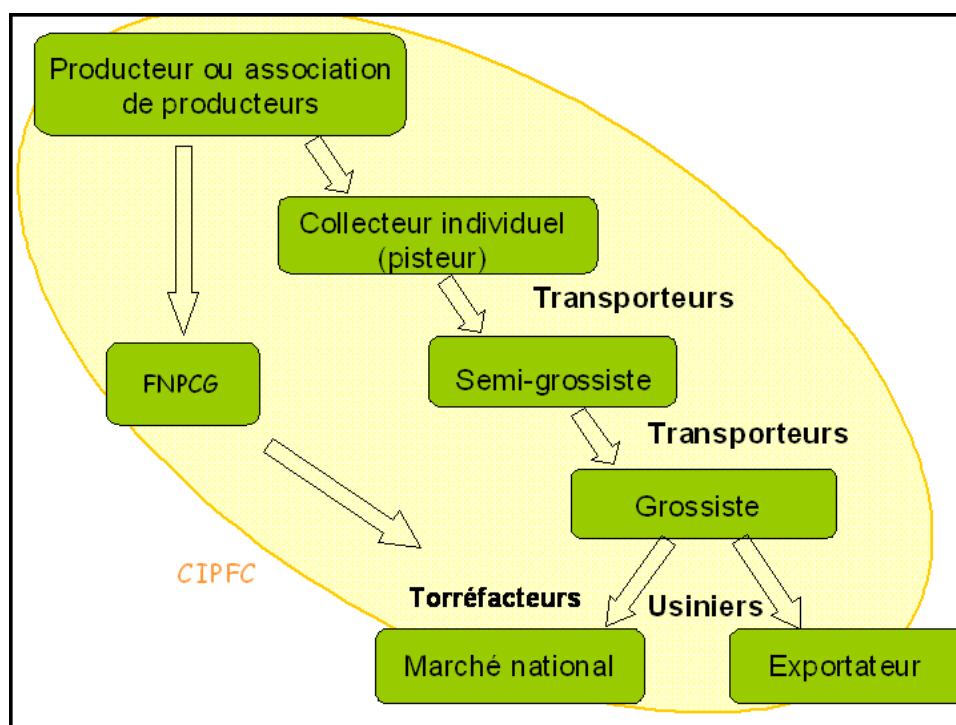 Producteur ou association
de producteurs
Collecteur individuel
(pisteur)
Transporteurs
FNPCG
Semi-grossiste
Transporteurs
Grossiste
CIPFC
Torréfacteurs
Usiniers
Marché national
Exportateur